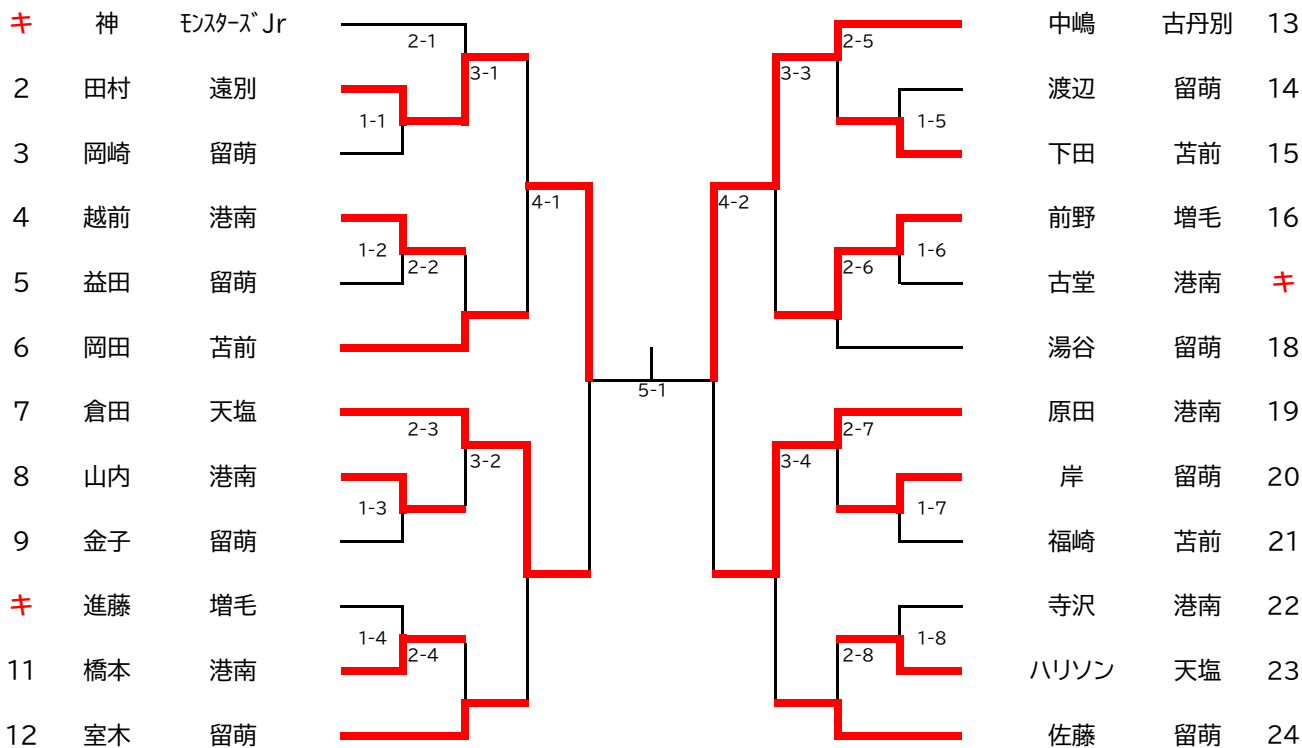 キ 神 ﾓﾝｽﾀｰｽﾞJr 2-1 2-5 中嶋 古丹別 13
3-1 3-3
2 田村 遠別 渡辺 留萌 14
1-1 1-5
3 岡崎 留萌 下田 苫前 15
4-1 4-2
4 越前 港南 前野 増毛 16
1-2 2-2 2-6 1-6
5 益田 留萌 古堂 港南 キ
6 岡田 苫前 湯谷 留萌 18
5-1
7 倉田 天塩 2-3 2-7 原田 港南 19
3-2 3-4
8 山内 港南 岸 留萌 20
1-3 1-7
9 金子 留萌 福崎 苫前 21
キ 進藤 増毛 寺沢 港南 22
1-4 2-4 2-8 1-8
11 橋本 港南 ハリソン 天塩 23
12 室木 留萌 佐藤 留萌 24